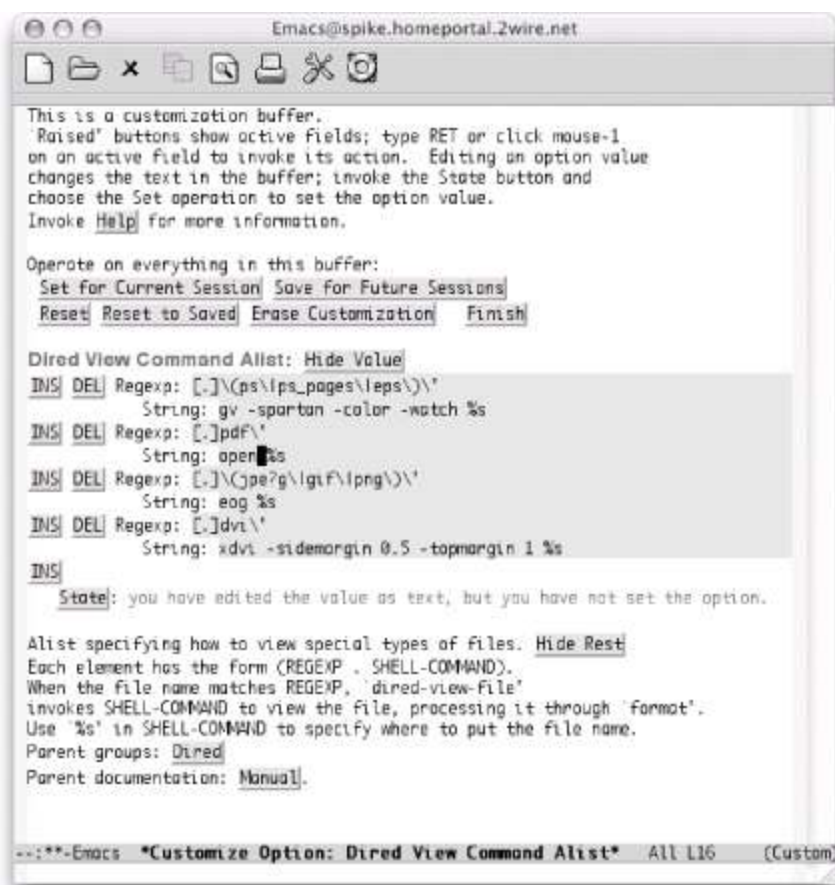 Emacs@spike.homeportal.2wire.net
This is a customization buffer.
`Raised' buttons show active fields; type RET or click mouse-1
on an active field to invoke its action.  Editing an option value
changes the text in the buffer; invoke the State button and
choose the Set operation to set the option value.
Invoke Help for more information.
Operate on everything in this buffer:
Set for Current Session Save for Future Sessions
Reset Reset to Saved Erase Customization Finish
Dired View Command Alist: Hide Value
INS DEL Regexp: [.]\(ps\|ps_pages\|eps\)\'
String: gv -spartan -color -watch %s
INS DEL Regexp: [.]pdf\'
String: open %s
INS DEL Regexp: [.]\(jpe?g\|gif\|png\)\'
String: eog %s
INS DEL Regexp: [.]dvi\'
String: xdvi -sidemargin 0.5 -topmargin 1 %s
INS
State: you have edited the value as text, but you have not set the option.
Alist specifying how to view special types of files. Hide Rest
Each element has the form (REGEXP . SHELL-COMMAND).
When the file name matches REGEXP, `dired-view-file'
invokes SHELL-COMMAND to view the file, processing it through `format'.
Use `%s' in SHELL-COMMAND to specify where to put the file name.
Parent groups: Dired
Parent documentation: Manual.
--:**-Emacs *Customize Option: Dired View Command Alist* All L16 (Custom)